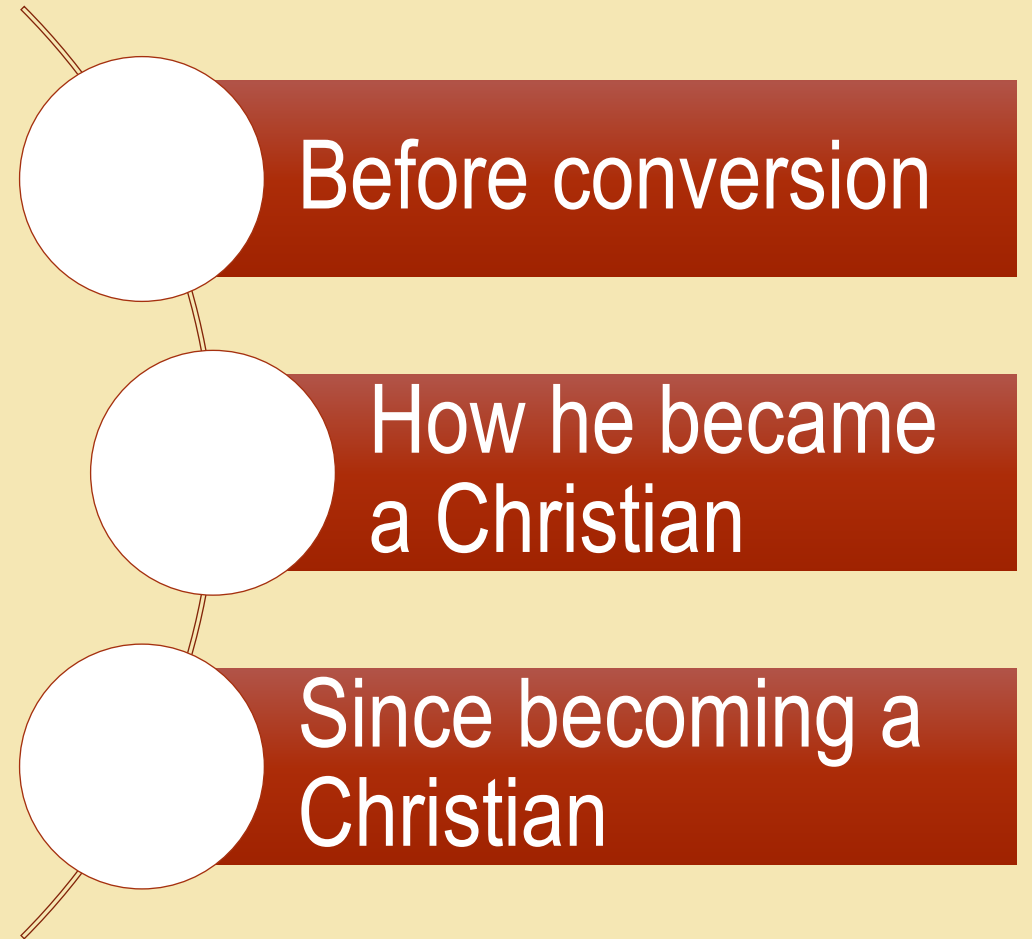 Before conversion
How he became
a Christian
Since becoming a
Christian